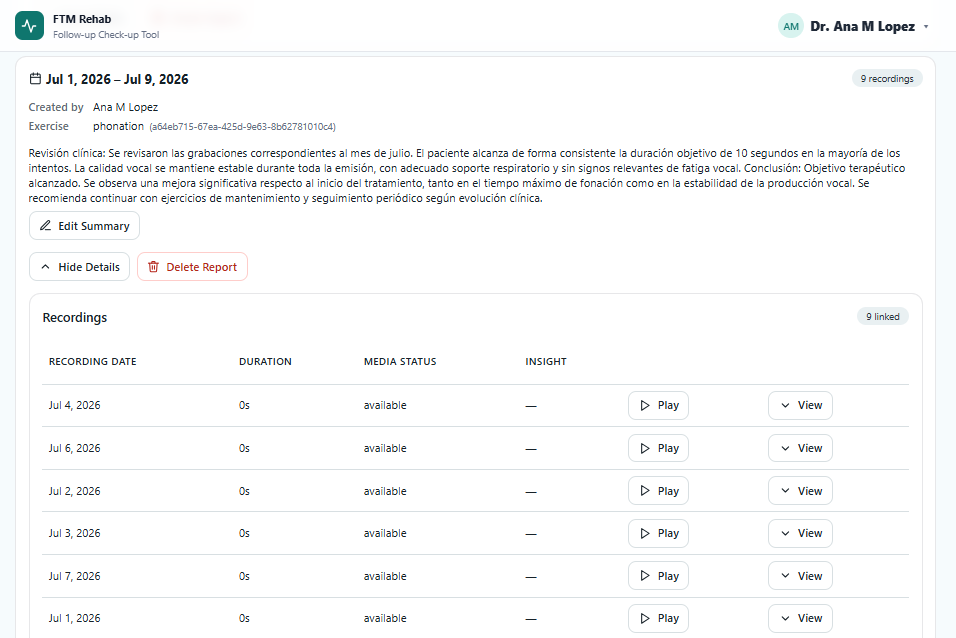 FTM Rehab
Follow-up Check-up Tool
AM Dr. Ana M Lopez
Jul 1, 2026 – Jul 9, 2026
9 recordings
Created by Ana M Lopez
Exercise phonation (a64eb715-67ea-425d-9e63-8b62781010c4)
Revisión clínica: Se revisaron las grabaciones correspondientes al mes de julio. El paciente alcanza de forma consistente la duración objetivo de 10 segundos en la mayoría de los
intentos. La calidad vocal se mantiene estable durante toda la emisión, con adecuado soporte respiratorio y sin signos relevantes de fatiga vocal. Conclusión: Objetivo terapéutico
alcanzado. Se observa una mejora significativa respecto al inicio del tratamiento, tanto en el tiempo máximo de fonación como en la estabilidad de la producción vocal. Se
recomienda continuar con ejercicios de mantenimiento y seguimiento periódico según evolución clínica.
Edit Summary
Hide Details Delete Report
Recordings 9 linked
RECORDING DATE DURATION MEDIA STATUS INSIGHT
Jul 4, 2026 0s available — Play View
Jul 6, 2026 0s available — Play View
Jul 2, 2026 0s available — Play View
Jul 3, 2026 0s available — Play View
Jul 7, 2026 0s available — Play View
Jul 1, 2026 0s available — Play View